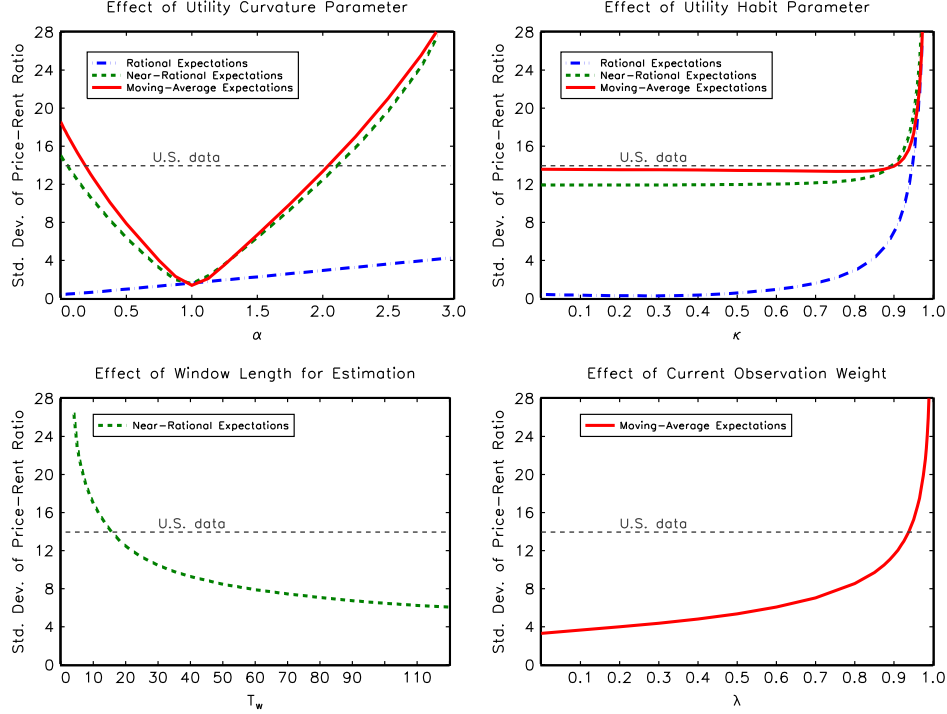 Effect of Utility Curvature Parameter
Std. Dev. of Price-Rent Ratio
28
24
20
16
12
8
4
0
Rational Expectations
Near-Rational Expectations
Moving-Average Expectations
U.S. data
0.0 0.5 1.0 1.5 2.0 2.5 3.0
α
Effect of Utility Habit Parameter
Std. Dev. of Price-Rent Ratio
28
24
20
16
12
8
4
0
Rational Expectations
Near-Rational Expectations
Moving-Average Expectations
U.S. data
0.1 0.2 0.3 0.4 0.5 0.6 0.7 0.8 0.9 1.0
κ
Effect of Window Length for Estimation
Std. Dev. of Price-Rent Ratio
28
24
20
16
12
8
4
0
Near-Rational Expectations
U.S. data
0 10 20 30 40 50 60 70 80 90 100
T_w
Effect of Current Observation Weight
Std. Dev. of Price-Rent Ratio
28
24
20
16
12
8
4
0
Moving-Average Expectations
U.S. data
0.1 0.2 0.3 0.4 0.5 0.6 0.7 0.8 0.9 1.0
λ